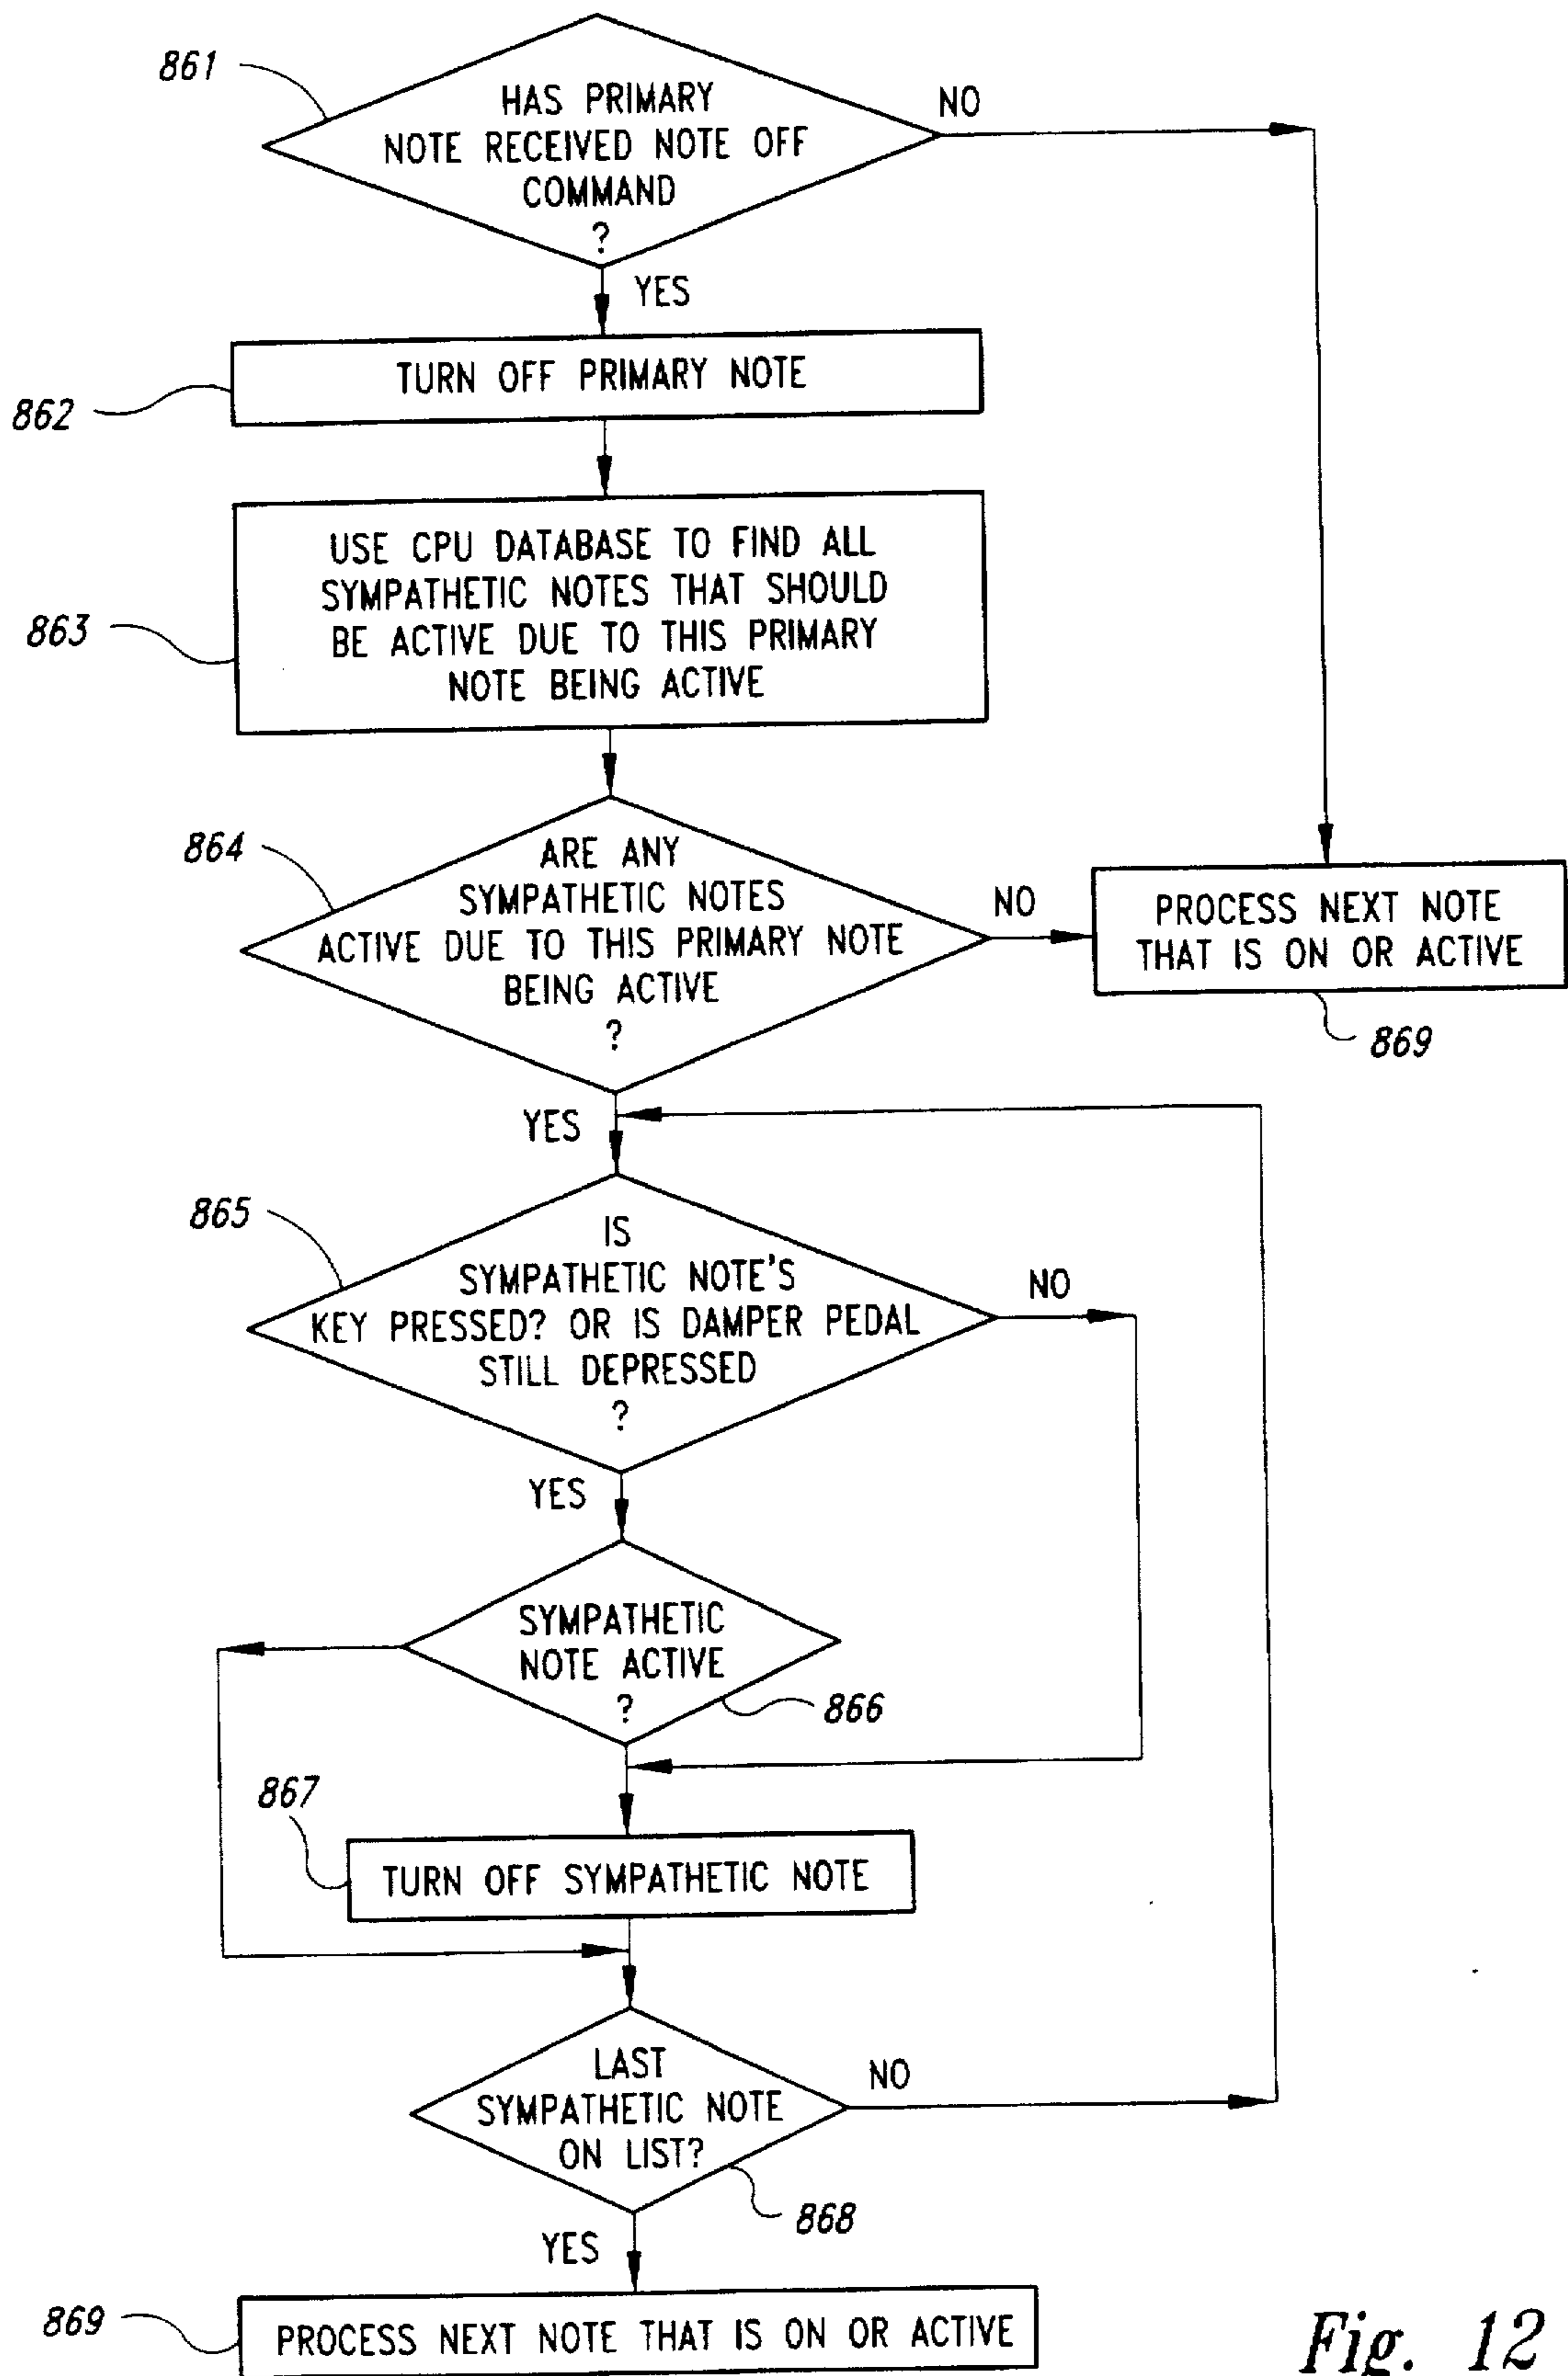 861
HAS PRIMARY
NOTE RECEIVED NOTE OFF
COMMAND
?
NO
YES
TURN OFF PRIMARY NOTE
862
USE CPU DATABASE TO FIND ALL
SYMPATHETIC NOTES THAT SHOULD
BE ACTIVE DUE TO THIS PRIMARY
NOTE BEING ACTIVE
863
864
ARE ANY
SYMPATHETIC NOTES
ACTIVE DUE TO THIS PRIMARY NOTE
BEING ACTIVE
?
NO
PROCESS NEXT NOTE
THAT IS ON OR ACTIVE
869
YES
865
IS
SYMPATHETIC NOTE'S
KEY PRESSED? OR IS DAMPER PEDAL
STILL DEPRESSED
?
NO
YES
SYMPATHETIC
NOTE ACTIVE
?
866
867
TURN OFF SYMPATHETIC NOTE
LAST
SYMPATHETIC NOTE
ON LIST?
NO
868
YES
869
PROCESS NEXT NOTE THAT IS ON OR ACTIVE
Fig. 12